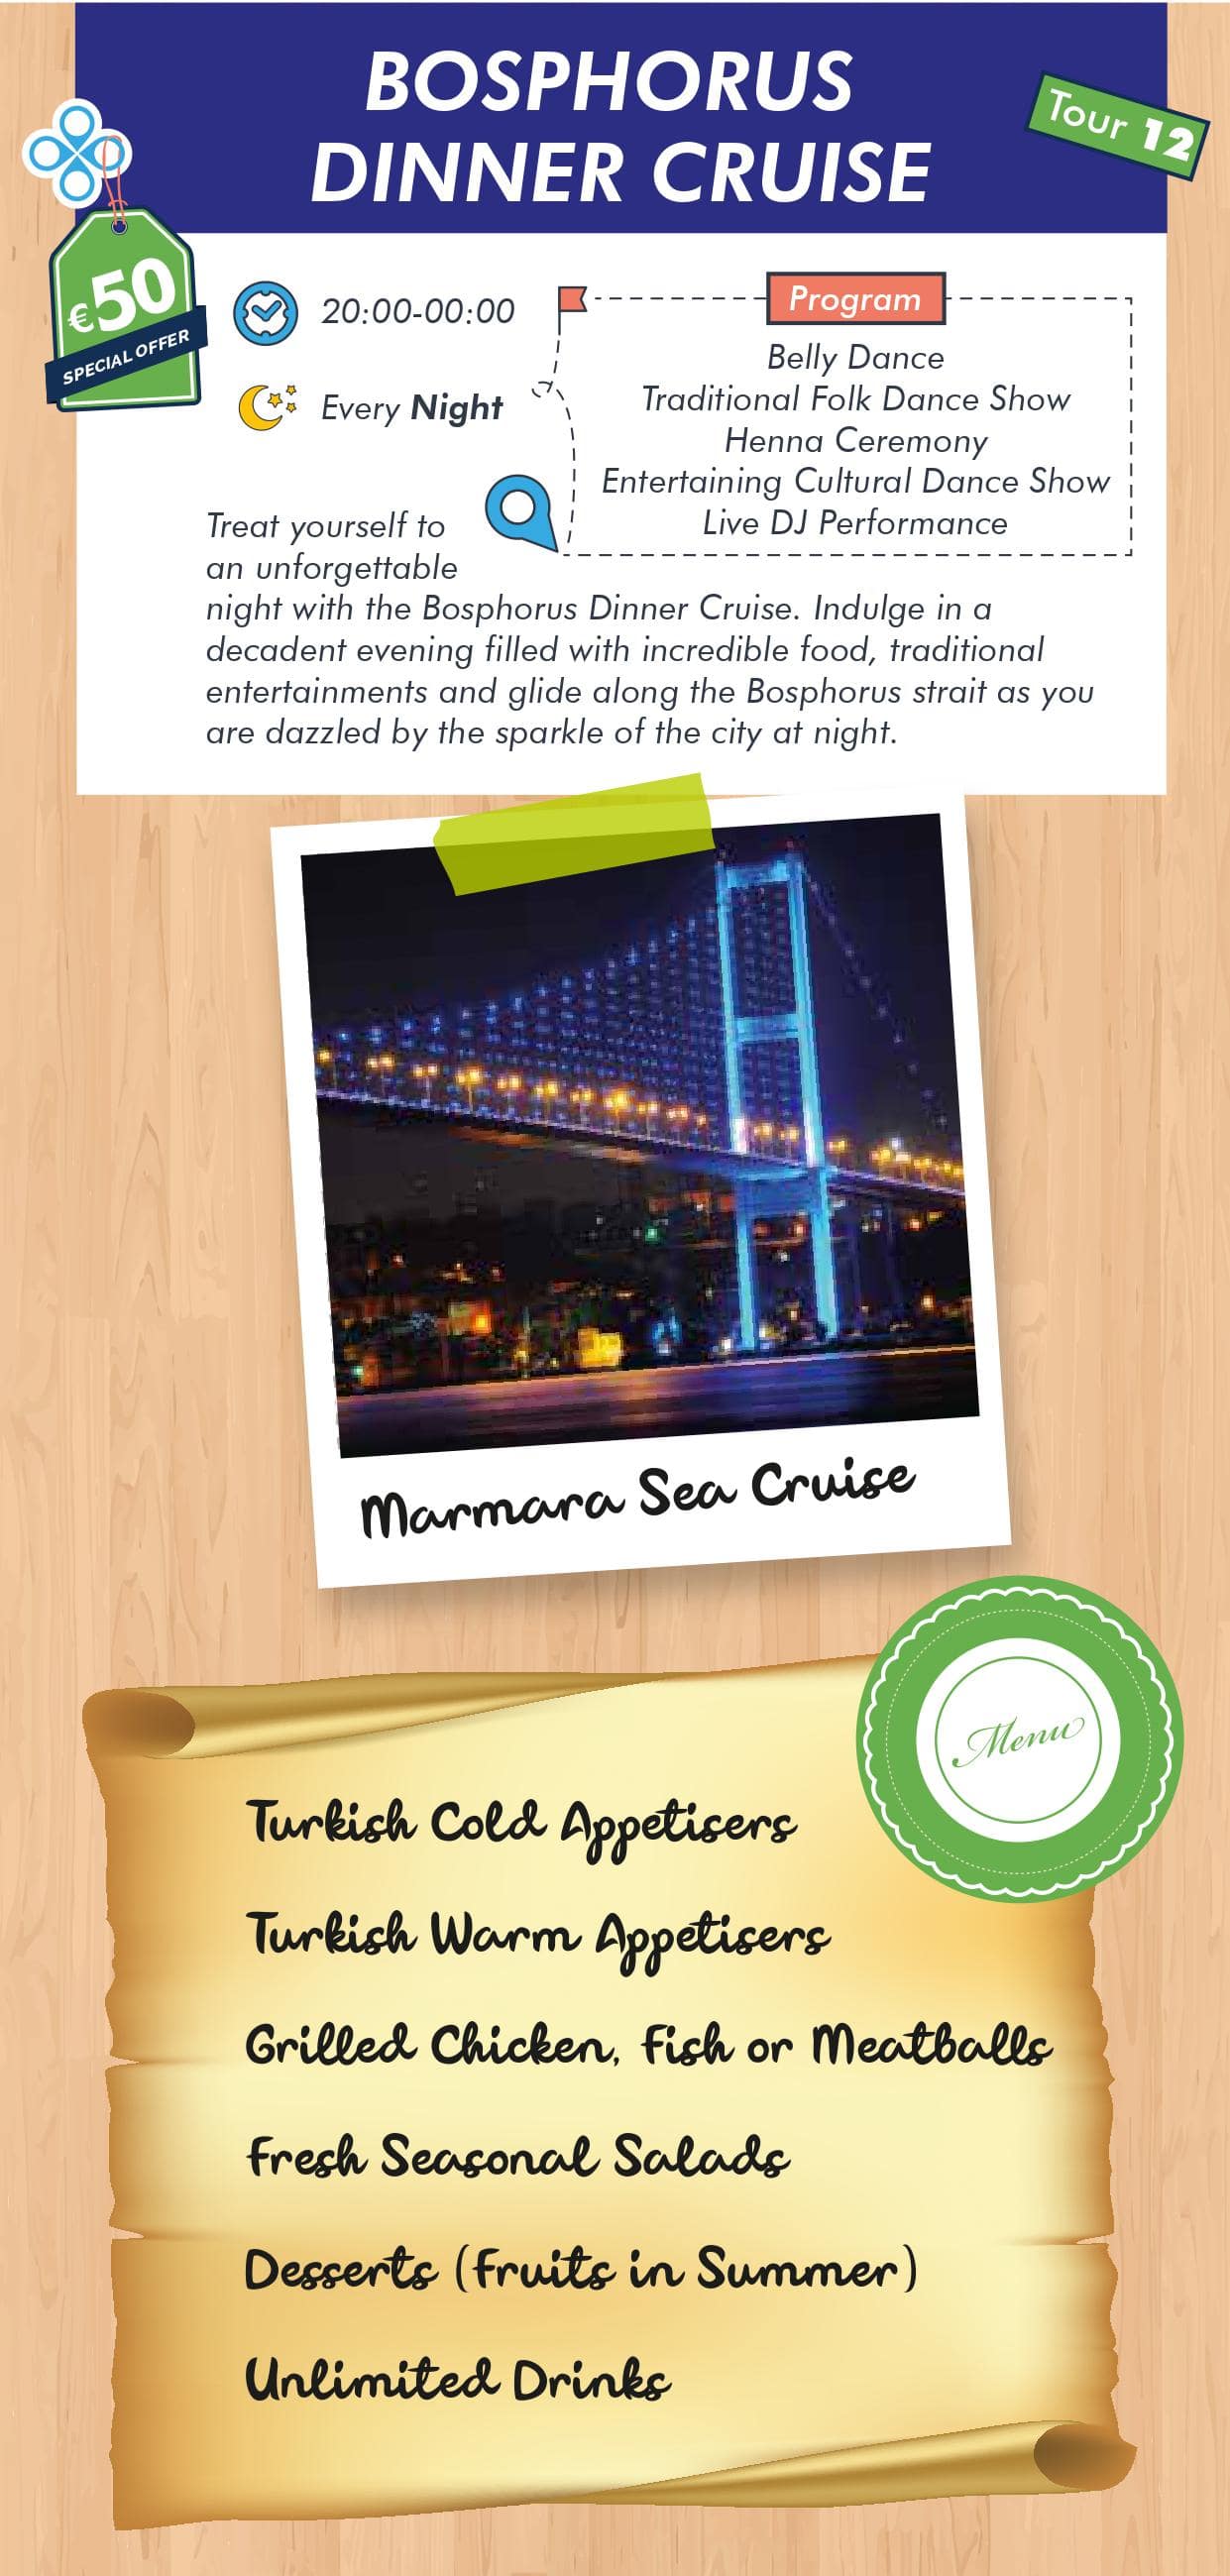 BOSPHORUS
DINNER CRUISE
Tour 12
€50
SPECIAL OFFER
20:00-00:00
Every Night
Program
Belly Dance
Traditional Folk Dance Show
Henna Ceremony
Entertaining Cultural Dance Show
Live DJ Performance
Treat yourself to
an unforgettable
night with the Bosphorus Dinner Cruise. Indulge in a
decadent evening filled with incredible food, traditional
entertainments and glide along the Bosphorus strait as you
are dazzled by the sparkle of the city at night.
Marmara Sea Cruise
Menu
Turkish Cold Appetisers
Turkish Warm Appetisers
Grilled Chicken, Fish or Meatballs
Fresh Seasonal Salads
Desserts (Fruits in Summer)
Unlimited Drinks